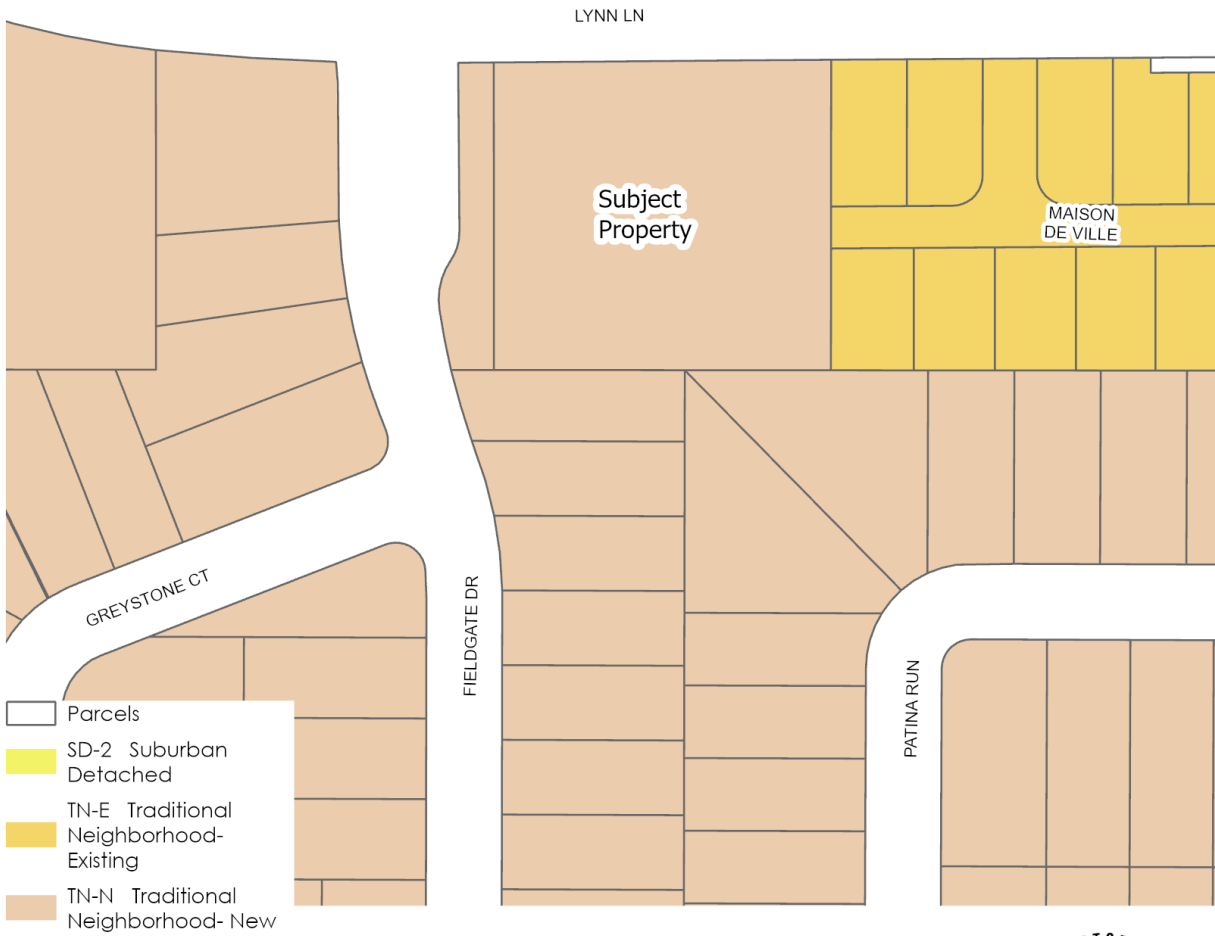 LYNN LN
Subject
Property
MAISON
DE VILLE
GREYSTONE CT
FIELDGATE DR
PATINA RUN
Parcels
SD-2 Suburban
Detached
TN-E Traditional
Neighborhood-
Existing
TN-N Traditional
Neighborhood- New